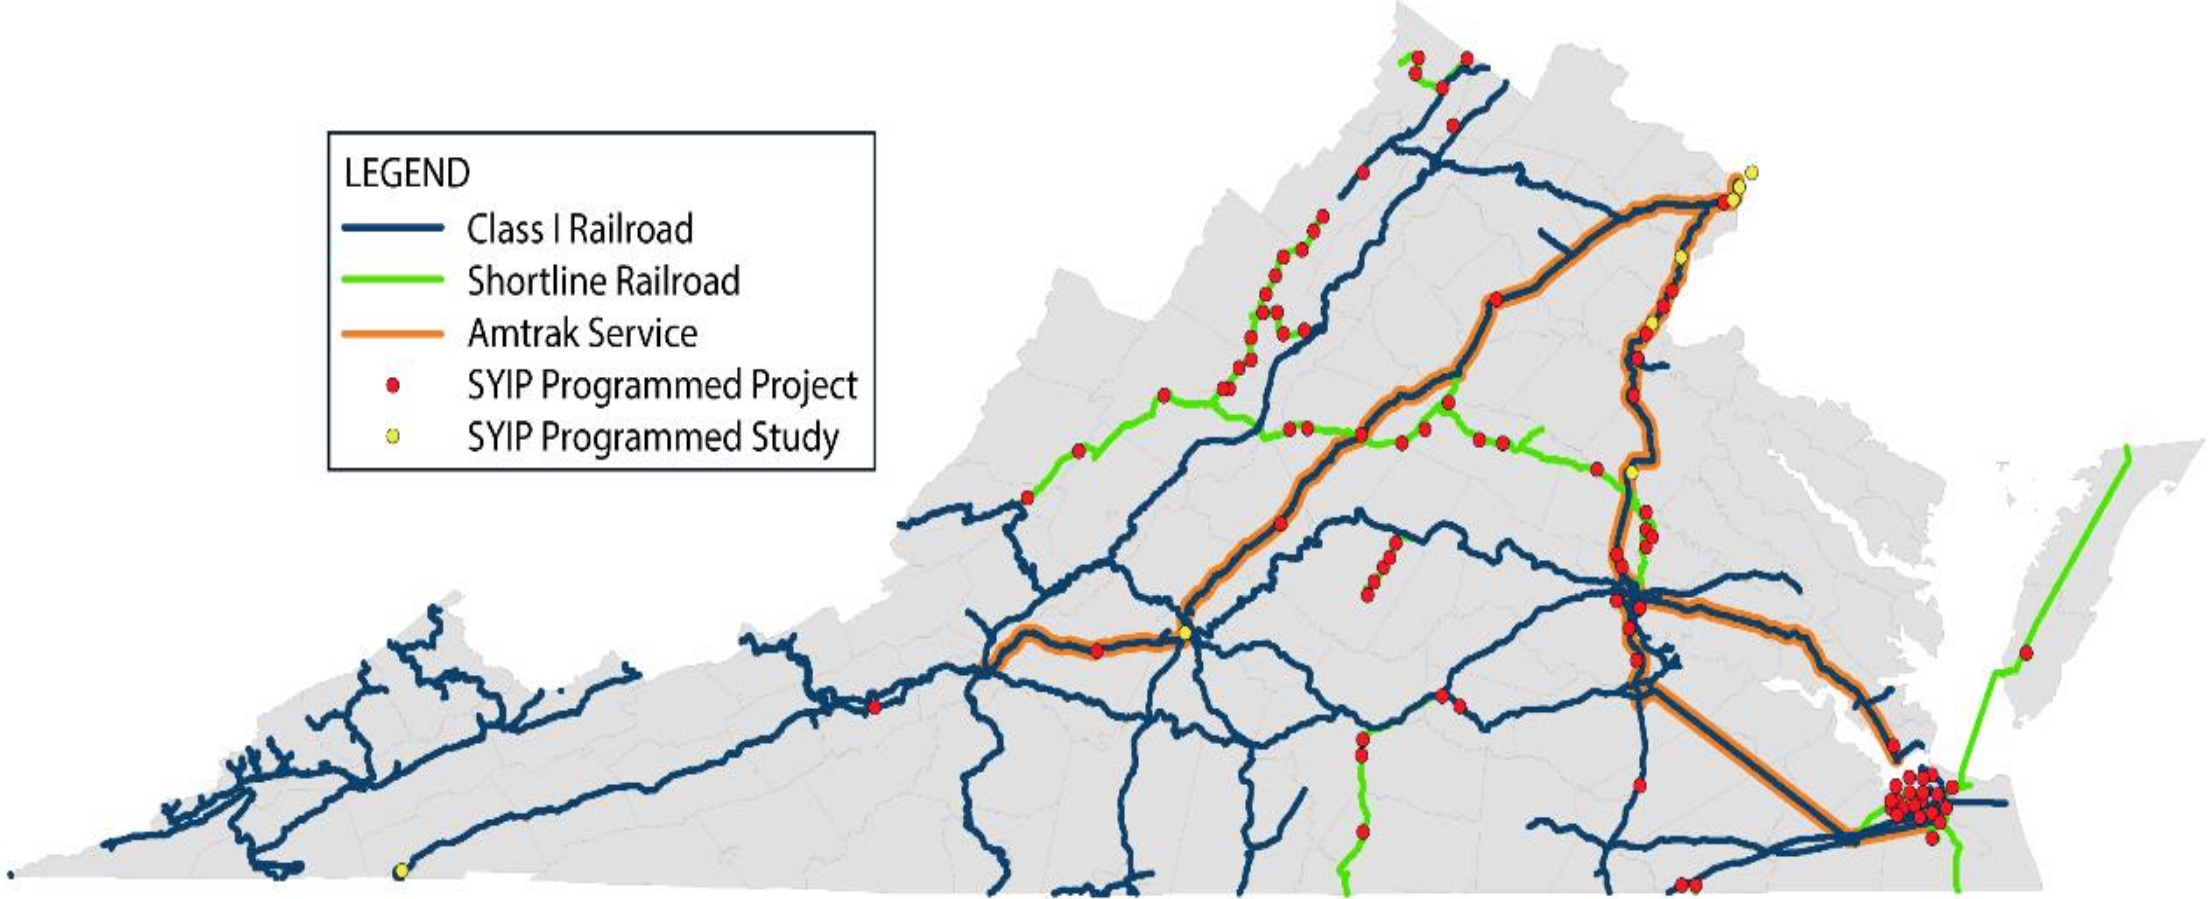 LEGEND
Class I Railroad
Shortline Railroad
Amtrak Service
SYIP Programmed Project
SYIP Programmed Study